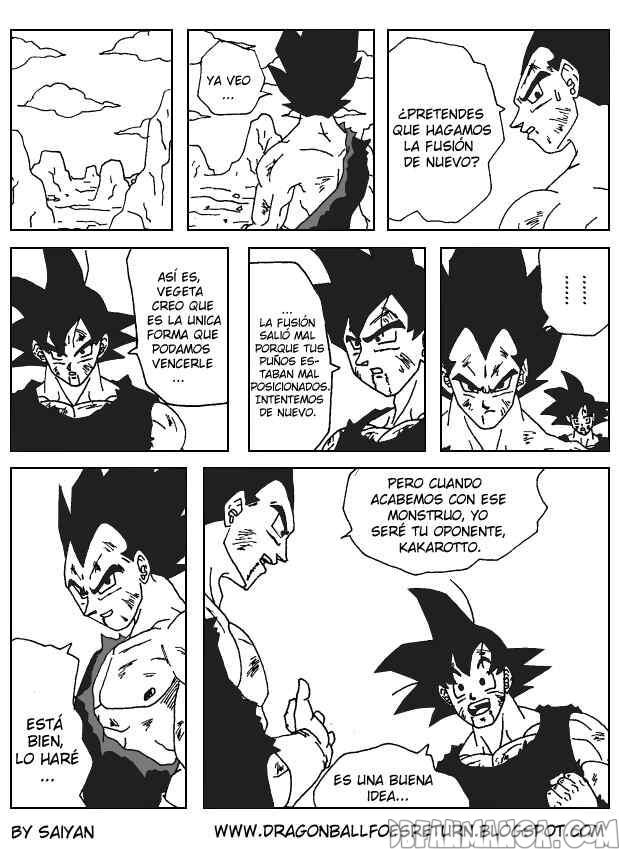 YA VEO
...
¿PRETENDES
QUE HAGAMOS
LA FUSIÓN
DE NUEVO?
ASÍ ES,
VEGETA
CREO QUE
ES LA UNICA
FORMA QUE
PODAMOS
VENCERLE
...
...
LA FUSIÓN
SALIÓ MAL
PORQUE TUS
PUÑOS ES-
TABAN MAL
POSICIONADOS.
INTENTEMOS
DE NUEVO.
... ...
ESTÁ
BIEN,
LO HARÉ
...
PERO CUANDO
ACABEMOS CON ESE
MONSTRUO, YO
SERÉ TU OPONENTE,
KAKAROTTO.
ES UNA BUENA
IDEA...
BY SAIYAN
WWW.DRAGONBALLFOESRETURN.BLOGSPOT.COM
DBFANMANGA.COM